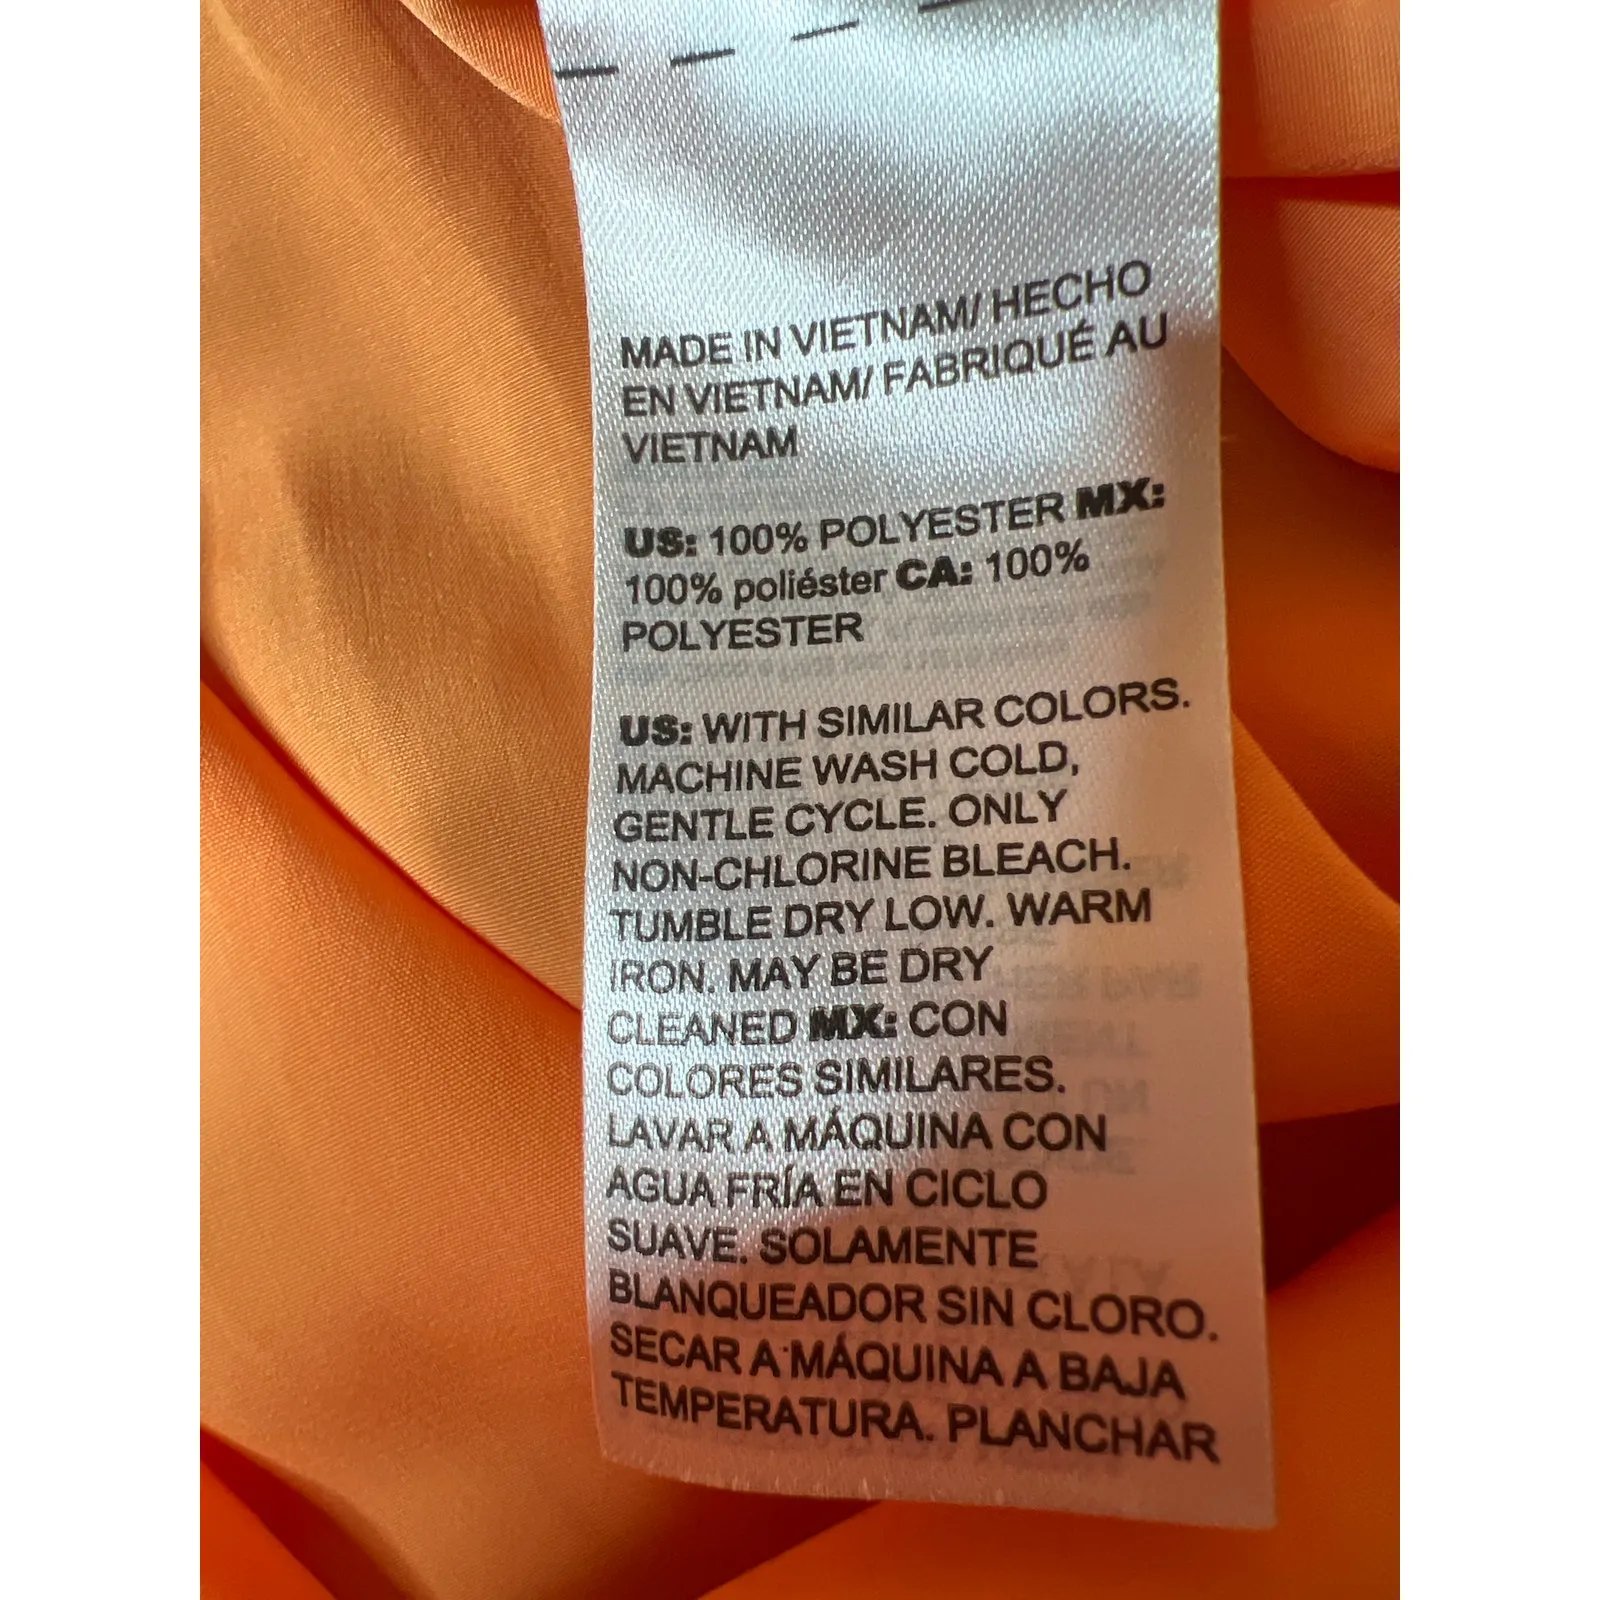 MADE IN VIETNAM/ HECHO
EN VIETNAM/ FABRIQUÉ AU
VIETNAM
US: 100% POLYESTER MX:
100% poliéster CA: 100%
POLYESTER
US: WITH SIMILAR COLORS.
MACHINE WASH COLD,
GENTLE CYCLE. ONLY
NON-CHLORINE BLEACH.
TUMBLE DRY LOW. WARM
IRON. MAY BE DRY
CLEANED MX: CON
COLORES SIMILARES.
LAVAR A MÁQUINA CON
AGUA FRÍA EN CICLO
SUAVE. SOLAMENTE
BLANQUEADOR SIN CLORO.
SECAR A MÁQUINA A BAJA
TEMPERATURA. PLANCHAR